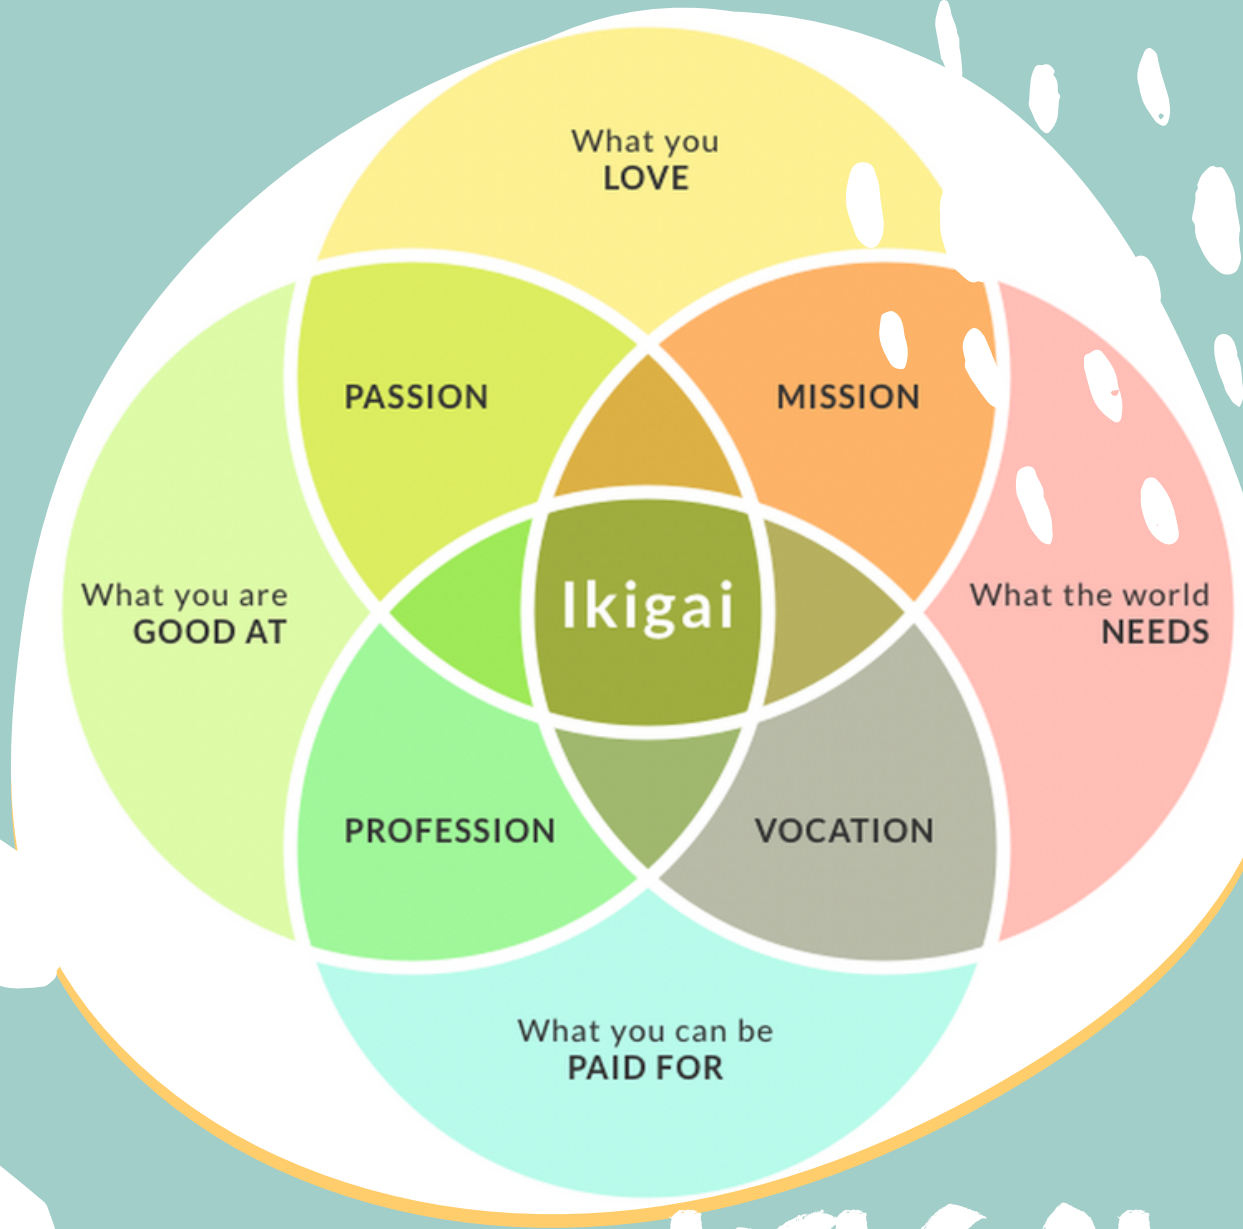 What you
LOVE
PASSION
MISSION
What you are
GOOD AT
Ikigai
What the world
NEEDS
PROFESSION
VOCATION
What you can be
PAID FOR